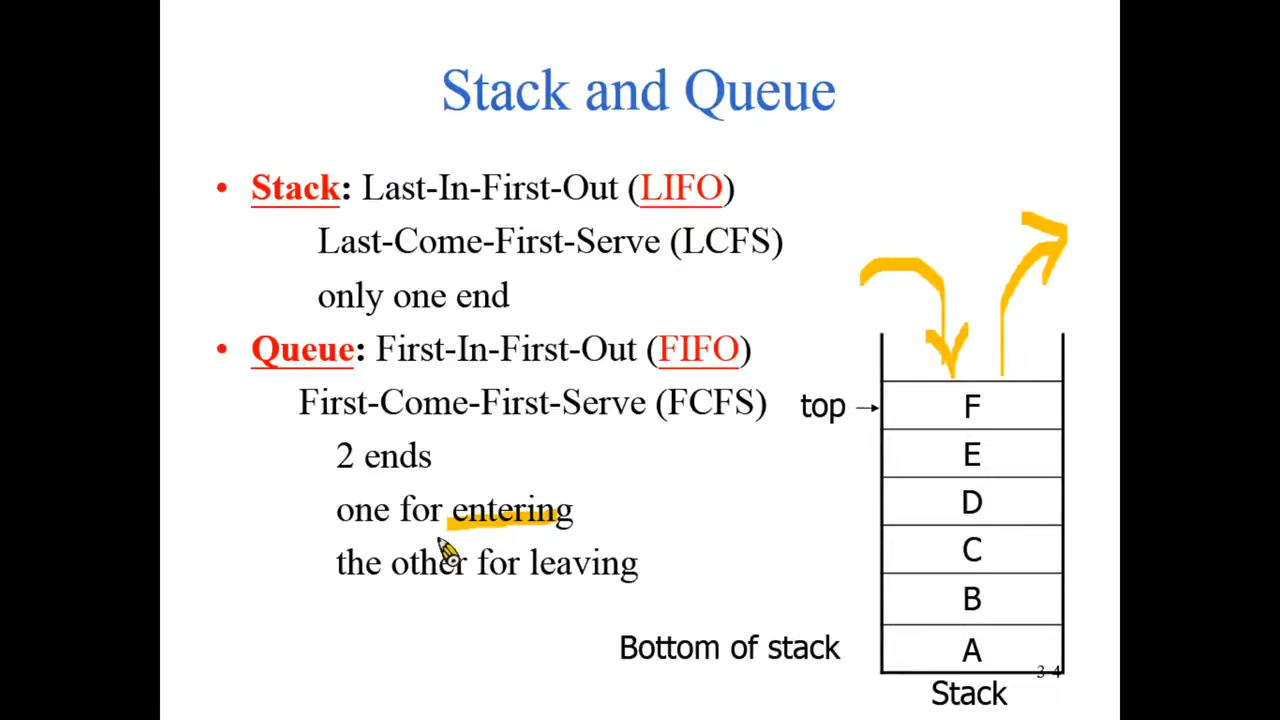 Stack and Queue
• Stack: Last-In-First-Out (LIFO)
Last-Come-First-Serve (LCFS)
only one end
• Queue: First-In-First-Out (FIFO)
First-Come-First-Serve (FCFS)
2 ends
one for entering
the other for leaving
top
F
E
D
C
B
Bottom of stack
A
3-4
Stack